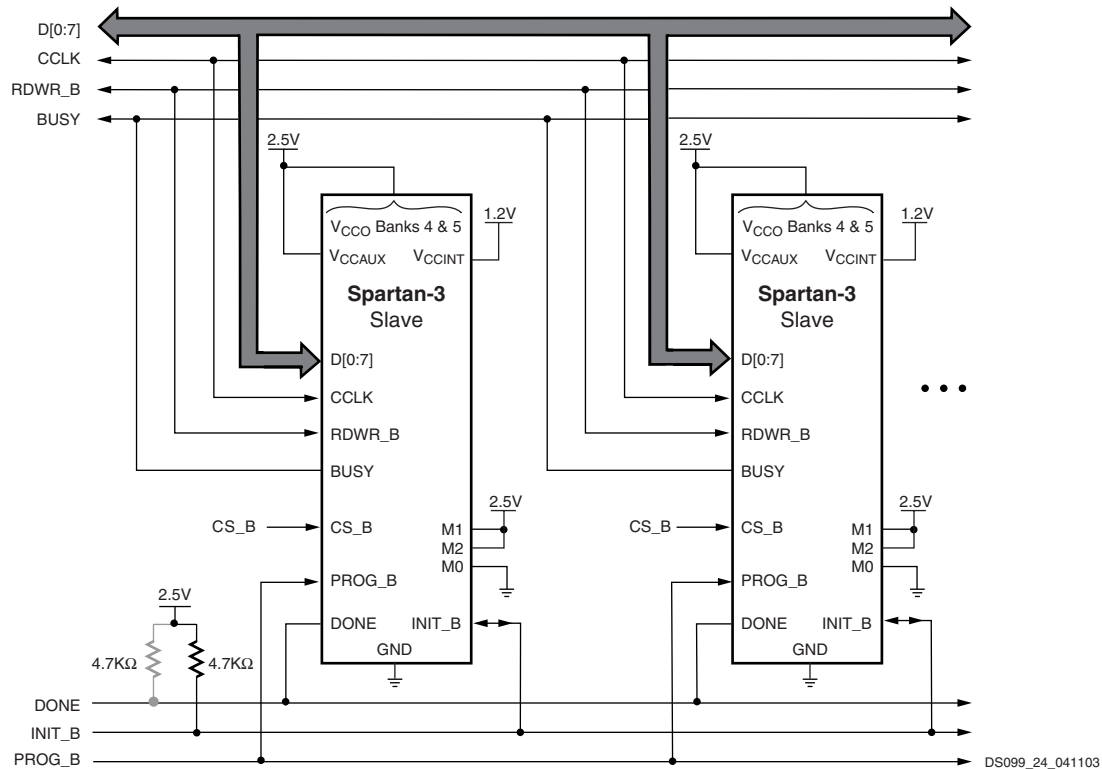 D[0:7]
CCLK
RDWR_B
BUSY
2.5V
2.5V
1.2V
1.2V
VCCO Banks 4 & 5
VCCAUX VCCINT
Spartan-3
Slave
D[0:7]
CCLK
RDWR_B
BUSY
2.5V
CS_B
CS_B
M1
M2
M0
PROG_B
DONE
INIT_B
GND
VCCO Banks 4 & 5
VCCAUX VCCINT
Spartan-3
Slave
D[0:7]
CCLK
RDWR_B
BUSY
2.5V
CS_B
CS_B
M1
M2
M0
PROG_B
DONE
INIT_B
GND
• • •
2.5V
4.7KΩ
4.7KΩ
DONE
INIT_B
PROG_B
DS099_24_041103